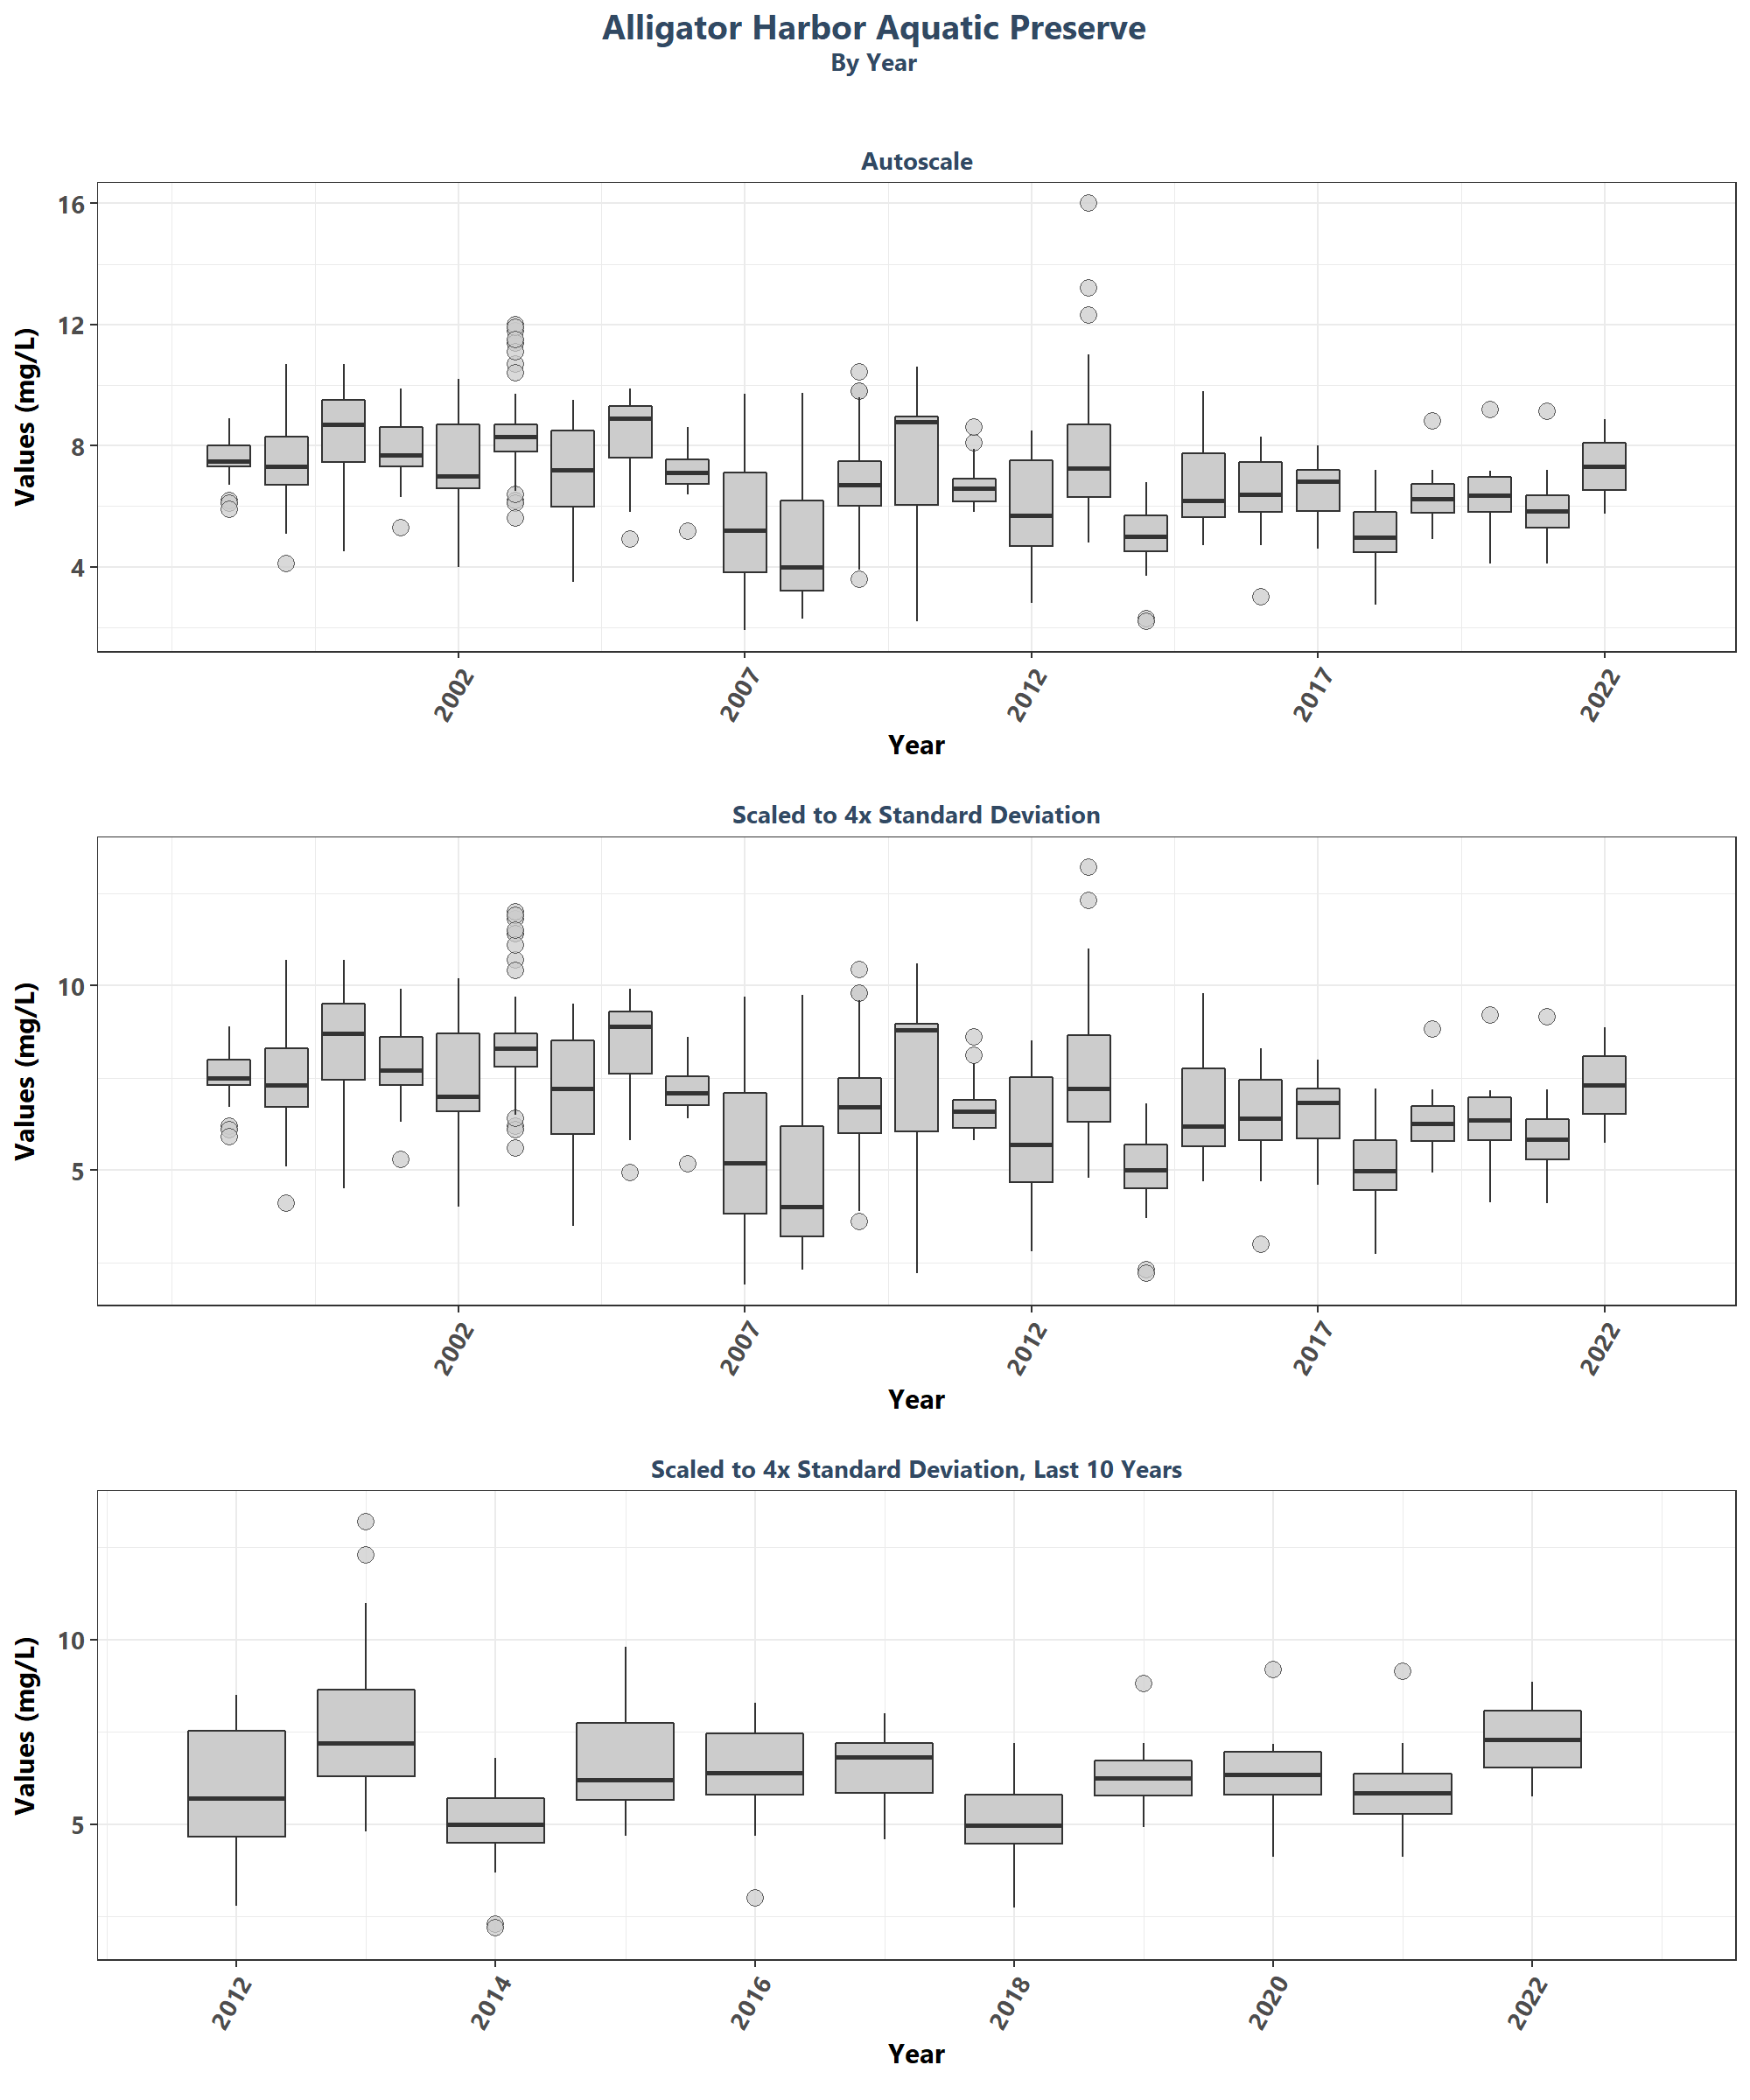 Alligator Harbor Aquatic Preserve
By Year
Autoscale
Values (mg/L)
16
12
8
4
2002
2007
2012
2017
2022
Year
Scaled to 4x Standard Deviation
Values (mg/L)
10
5
2002
2007
2012
2017
2022
Year
Scaled to 4x Standard Deviation, Last 10 Years
Values (mg/L)
10
5
2012
2014
2016
2018
2020
2022
Year